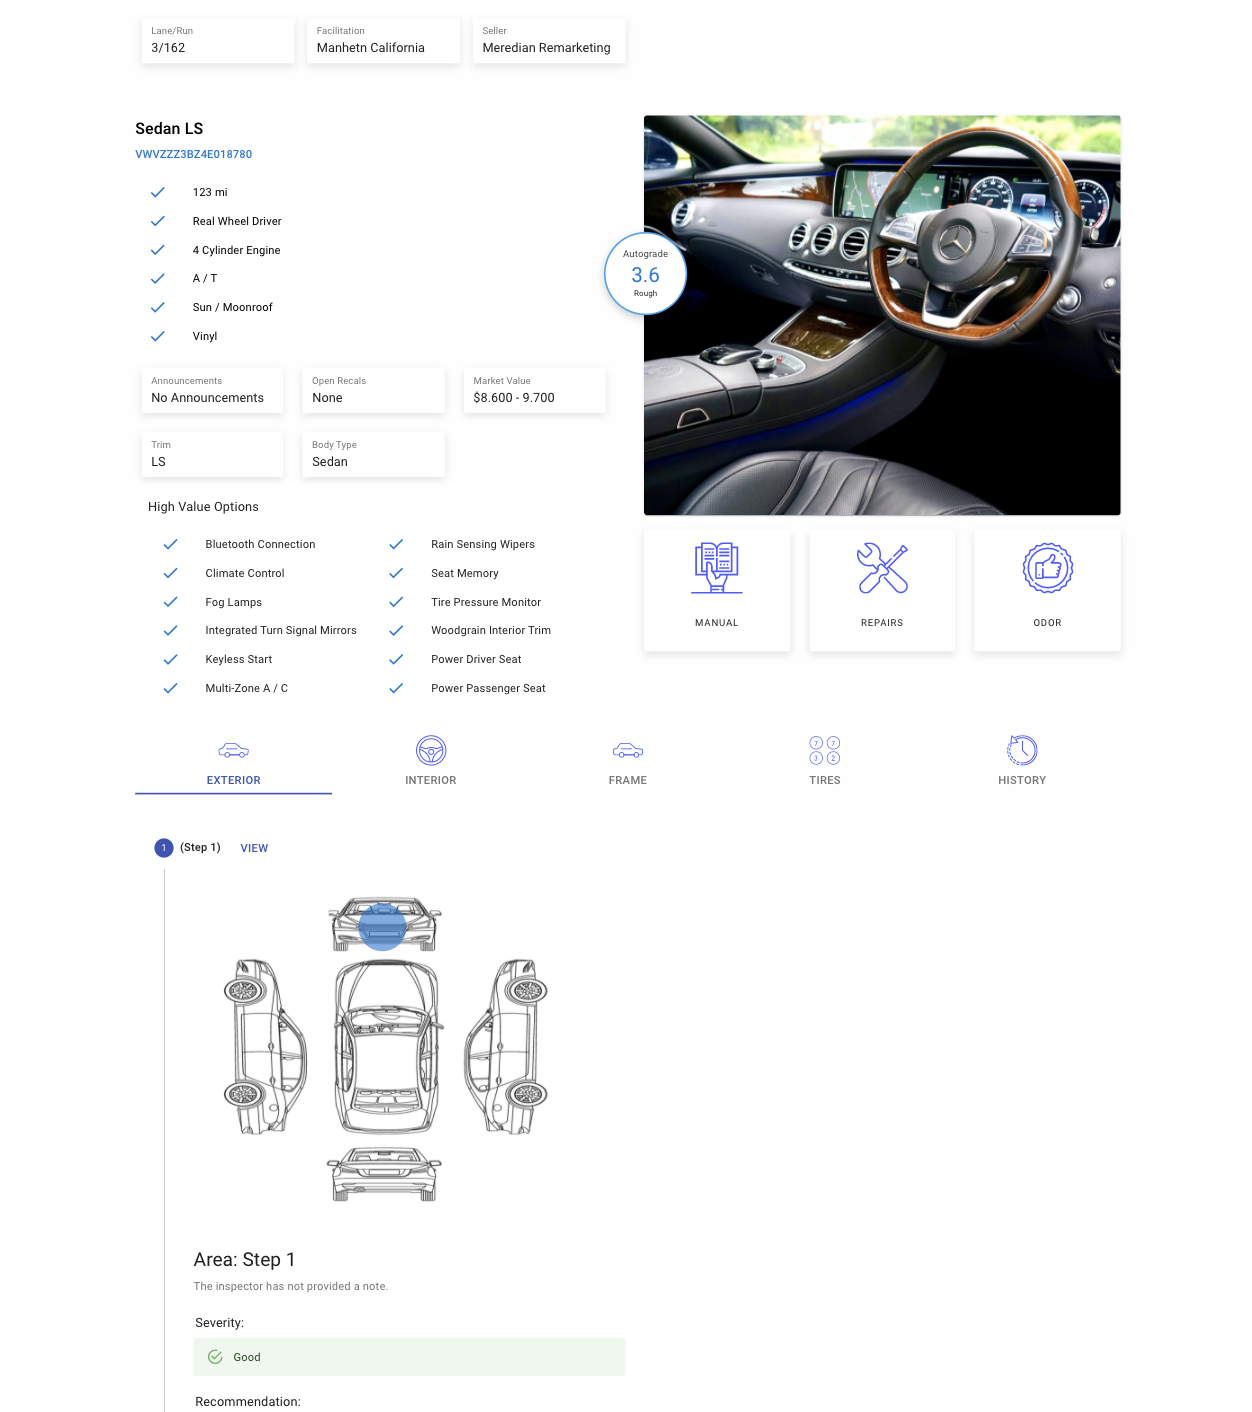 Lane/Run
3/162
Facilitation
Manhetn California
Seller
Meredian Remarketing
Sedan LS
VWVZZZ3BZ4E018780
123 mi
Real Wheel Driver
4 Cylinder Engine
A / T
Sun / Moonroof
Vinyl
Autograde
3.6
Rough
Announcements
No Announcements
Open Recals
None
Market Value
$8.600 - 9.700
Trim
LS
Body Type
Sedan
High Value Options
Bluetooth Connection
Climate Control
Fog Lamps
Integrated Turn Signal Mirrors
Keyless Start
Multi-Zone A / C
Rain Sensing Wipers
Seat Memory
Tire Pressure Monitor
Woodgrain Interior Trim
Power Driver Seat
Power Passenger Seat
MANUAL
REPAIRS
ODOR
EXTERIOR
INTERIOR
FRAME
7 7
3 2
TIRES
HISTORY
1 (Step 1) VIEW
Area: Step 1
The inspector has not provided a note.
Severity:
Good
Recommendation: